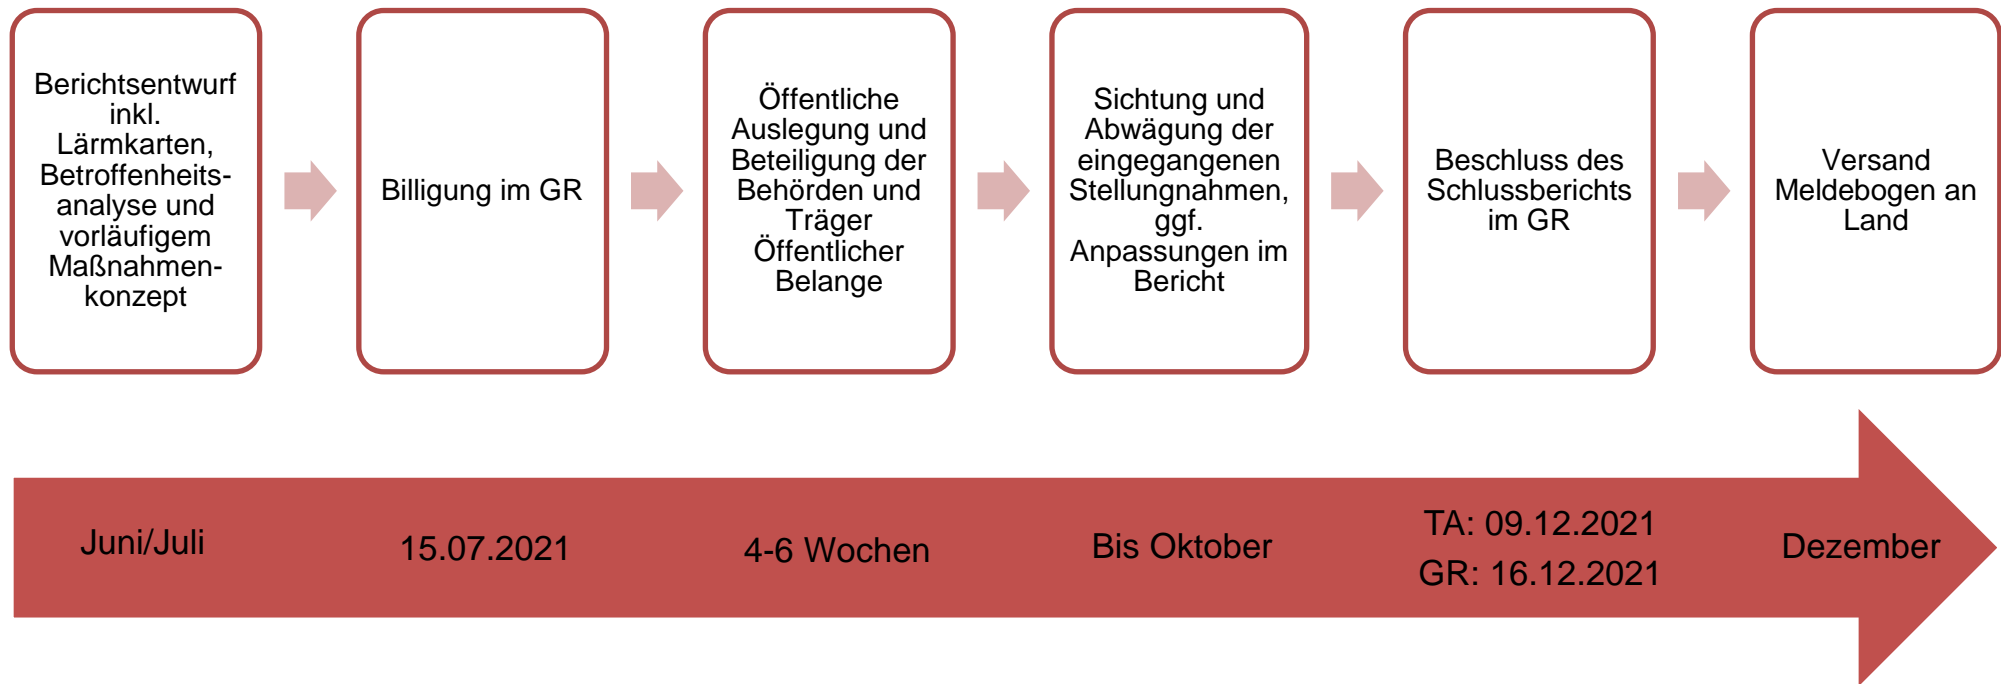 Berichtsentwurf
inkl.
Lärmkarten,
Betroffenheits-
analyse und
vorläufigem
Maßnahmen-
konzept
Billigung im GR
Öffentliche
Auslegung und
Beteiligung der
Behörden und
Träger
Öffentlicher
Belange
Sichtung und
Abwägung der
eingegangenen
Stellungnahmen,
ggf.
Anpassungen im
Bericht
Beschluss des
Schlussberichts
im GR
Versand
Meldebogen an
Land
Juni/Juli
15.07.2021
4-6 Wochen
Bis Oktober
TA: 09.12.2021
GR: 16.12.2021
Dezember